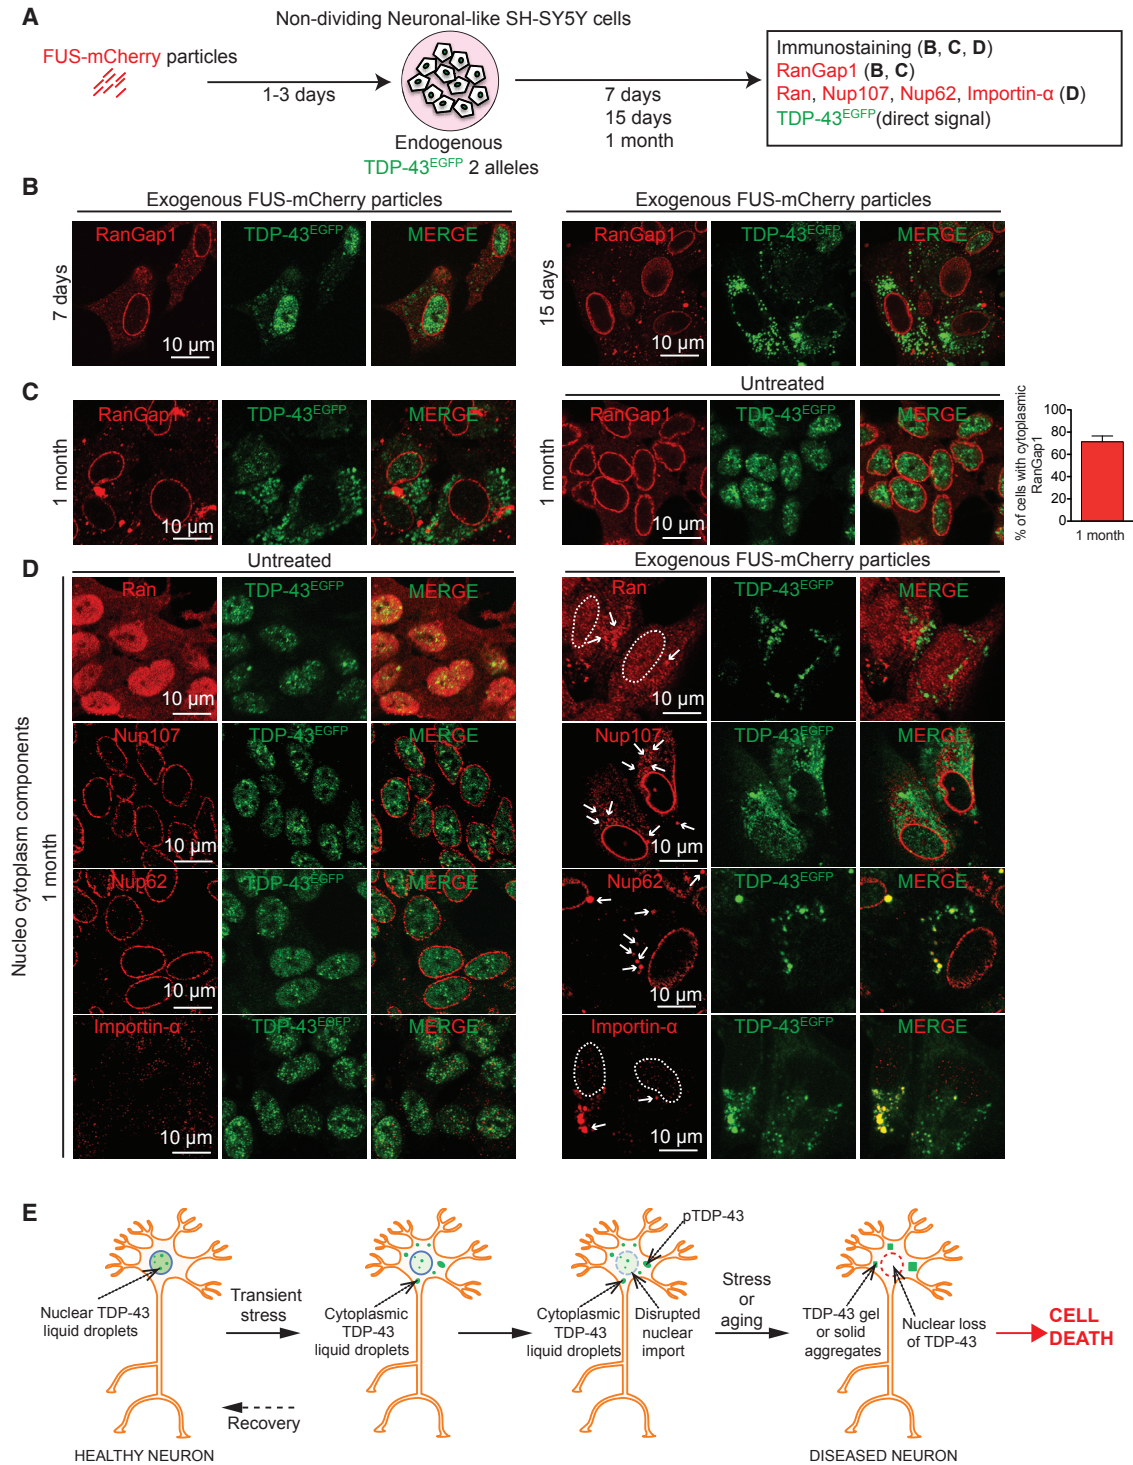 A
Non-dividing Neuronal-like SH-SY5Y cells
FUS-mCherry particles
1-3 days
Endogenous
TDP-43EGFP 2 alleles
7 days
15 days
1 month
Immunostaining (B, C, D)
RanGap1 (B, C)
Ran, Nup107, Nup62, Importin-α (D)
TDP-43EGFP(direct signal)
B
Exogenous FUS-mCherry particles
7 days
RanGap1
10 µm
TDP-43EGFP
MERGE
Exogenous FUS-mCherry particles
15 days
RanGap1
10 µm
TDP-43EGFP
MERGE
C
1 month
RanGap1
10 µm
TDP-43EGFP
MERGE
Untreated
1 month
RanGap1
10 µm
TDP-43EGFP
MERGE
% of cells with cytoplasmic
RanGap1
100
80
60
40
20
0
1 month
D
Nucleo cytoplasm components
1 month
Untreated
Ran
10 µm
TDP-43EGFP
MERGE
Nup107
10 µm
TDP-43EGFP
MERGE
Nup62
10 µm
TDP-43EGFP
MERGE
Importin-α
10 µm
TDP-43EGFP
MERGE
Exogenous FUS-mCherry particles
Ran
10 µm
TDP-43EGFP
MERGE
Nup107
10 µm
TDP-43EGFP
MERGE
Nup62
10 µm
TDP-43EGFP
MERGE
Importin-α
10 µm
TDP-43EGFP
MERGE
E
Nuclear TDP-43
liquid droplets
HEALTHY NEURON
Transient
stress
Recovery
Cytoplasmic
TDP-43
liquid droplets
pTDP-43
Cytoplasmic
TDP-43
liquid droplets
Disrupted
nuclear
import
Stress
or
aging
TDP-43 gel
or solid
aggregates
Nuclear loss
of TDP-43
DISEASED NEURON
CELL
DEATH